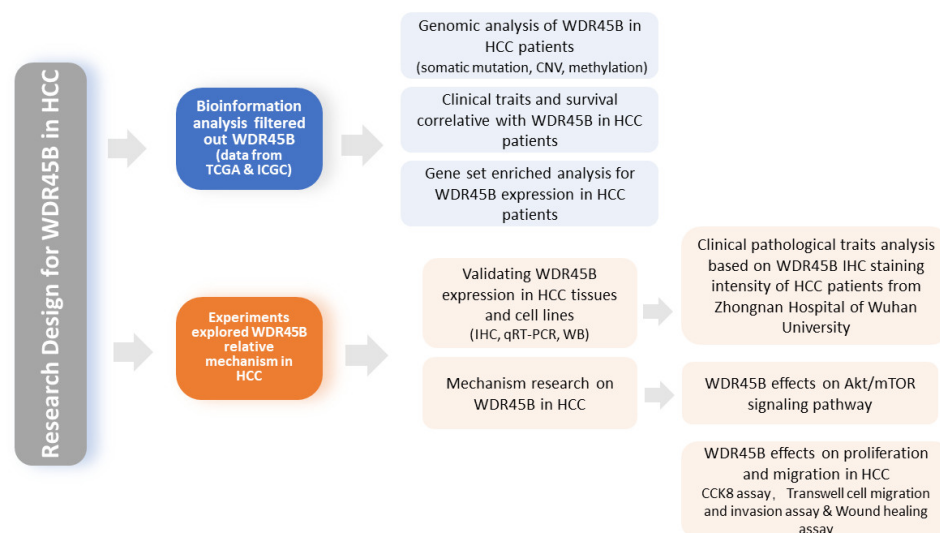 Research Design for WDR45B in HCC
Bioinformation
analysis filtered
out WDR45B
(data from
TCGA & ICGC)
Genomic analysis of WDR45B in
HCC patients
(somatic mutation, CNV, methylation)
Clinical traits and survival
correlative with WDR45B in HCC
patients
Gene set enriched analysis for
WDR45B expression in HCC
patients
Experiments
explored WDR45B
relative
mechanism in
HCC
Validating WDR45B
expression in HCC tissues
and cell lines
(IHC, qRT-PCR, WB)
Clinical pathological traits analysis
based on WDR45B IHC staining
intensity of HCC patients from
Zhongnan Hospital of Wuhan
University
Mechanism research on
WDR45B in HCC
WDR45B effects on Akt/mTOR
signaling pathway
WDR45B effects on proliferation
and migration in HCC
CCK8 assay， Transwell cell migration
and invasion assay & Wound healing
assay